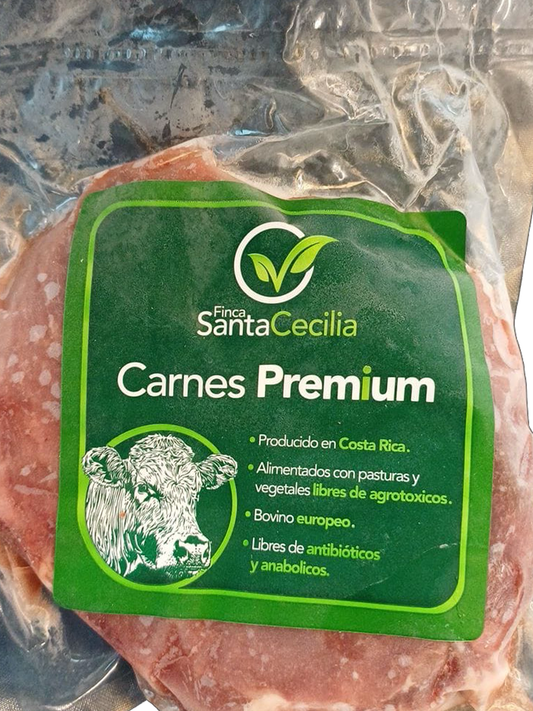 Finca
SantaCecilia
Carnes Premium
• Producido en Costa Rica.
• Alimentados con pasturas y
vegetales libres de agrotoxicos.
• Bovino europeo.
• Libres de antibióticos
y anabolicos.